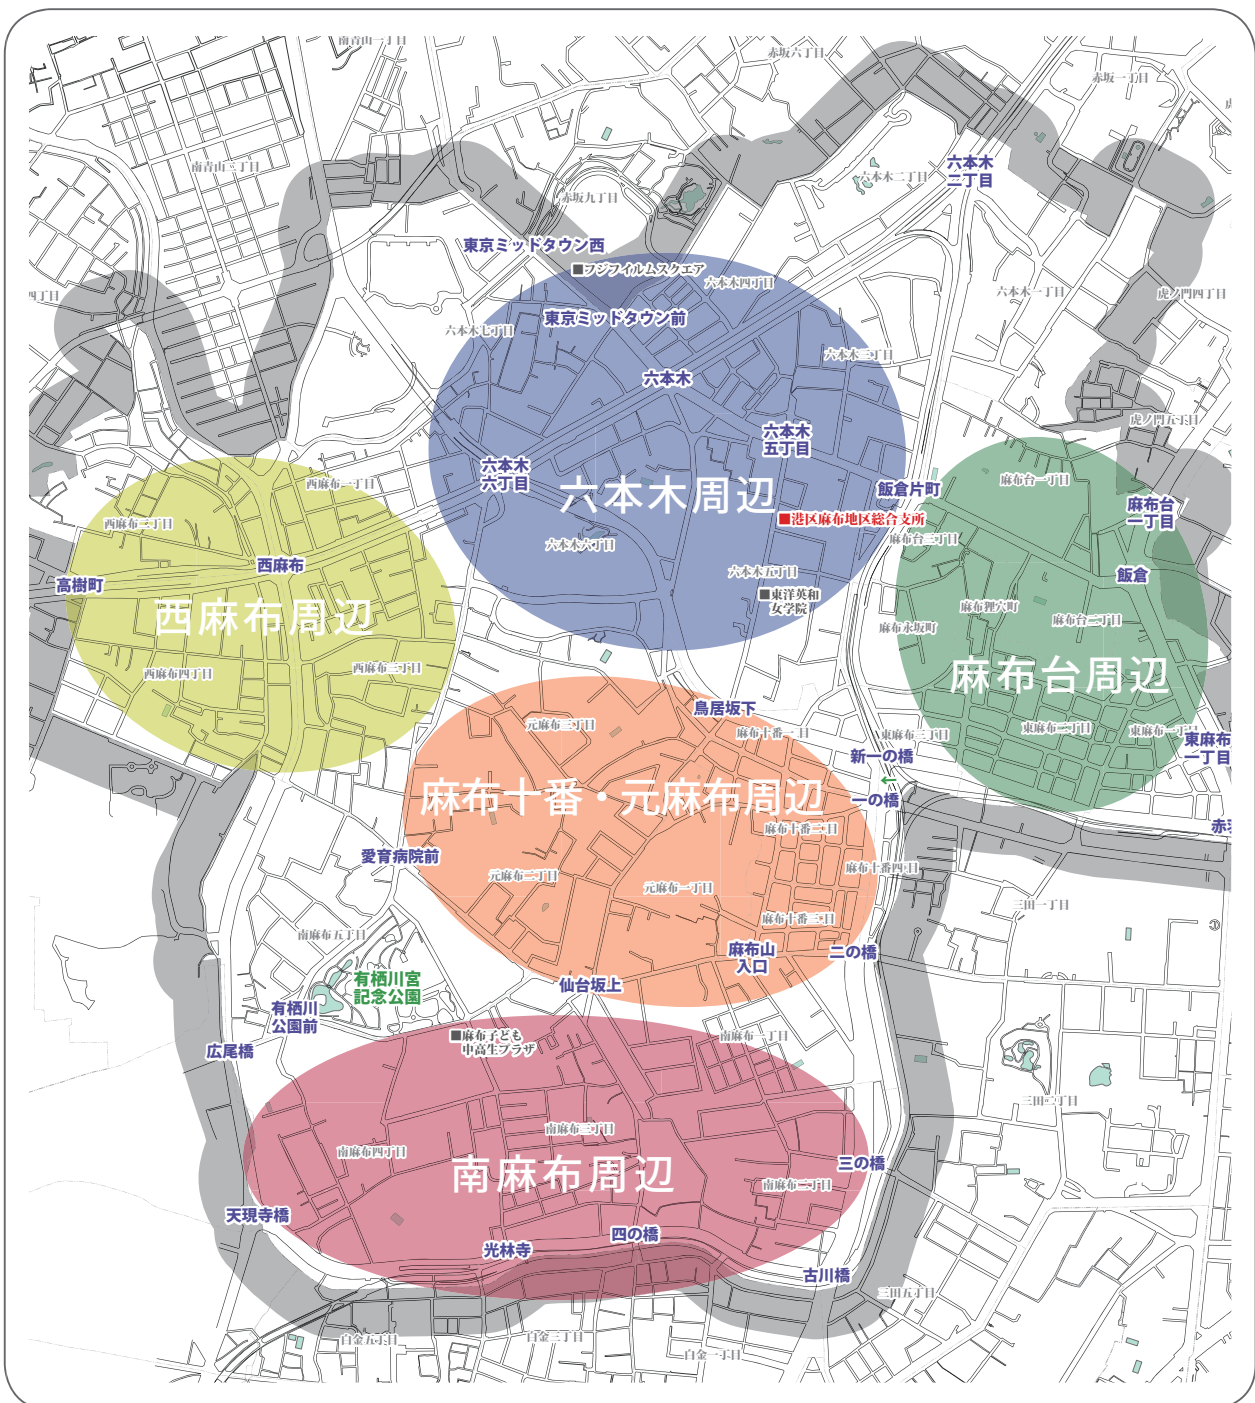 南青山一丁目
赤坂六丁目
赤坂一丁目
南青山二丁目
赤坂九丁目
六本木二丁目
六本木
二丁目
東京ミッドタウン西
■フジフイルムスクエア
六本木四丁目
六本木一丁目
虎ノ門四丁目
四丁目
東京ミッドタウン前
六本木七丁目
六本木三丁目
六本木
虎ノ門五丁目
六本木
五丁目
六本木
六丁目
六本木周辺
飯倉片町
麻布台一丁目
麻布台
一丁目
西麻布一丁目
西麻布二丁目
■港区麻布地区総合支所
麻布台三丁目
六本木六丁目
西麻布
高樹町
六本木五丁目
飯倉
■東洋英和
女学院
麻布狸穴町
麻布台二丁目
西麻布周辺
麻布永坂町
西麻布四丁目
西麻布三丁目
麻布台周辺
鳥居坂下
元麻布三丁目
麻布十番一丁目
東麻布三丁目
東麻布二丁目
東麻布一丁目
東麻布
一丁目
新一の橋
←
一の橋
麻布十番・元麻布周辺
麻布十番二丁目
愛育病院前
元麻布二丁目
元麻布一丁目
麻布十番四丁目
三田一丁目
麻布十番三丁目
南麻布五丁目
麻布山
入口
二の橋
仙台坂上
有栖川宮
記念公園
有栖川
公園前
広尾橋
■麻布子ども
中高生プラザ
南麻布一丁目
三田二丁目
南麻布三丁目
南麻布四丁目
南麻布周辺
三の橋
南麻布二丁目
天現寺橋
光林寺
四の橋
古川橋
三田五丁目
白金五丁目
白金三丁目
白金一丁目